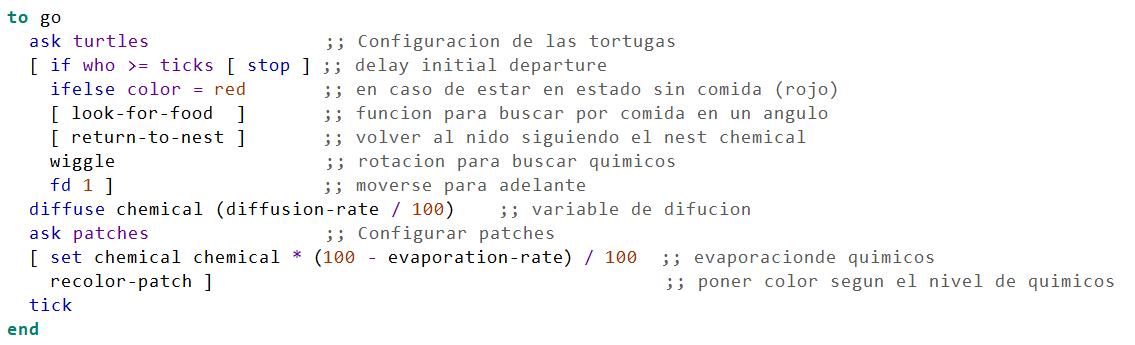 to go
  ask turtles                 ;; Configuracion de las tortugas
  [ if who >= ticks [ stop ] ;; delay initial departure
    ifelse color = red       ;; en caso de estar en estado sin comida (rojo)
    [ look-for-food  ]       ;; funcion para buscar por comida en un angulo
    [ return-to-nest ]       ;; volver al nido siguiendo el nest chemical
    wiggle                   ;; rotacion para buscar quimicos
    fd 1 ]                   ;; moverse para adelante
  diffuse chemical (diffusion-rate / 100)    ;; variable de difucion
  ask patches                ;; Configurar patches
  [ set chemical chemical * (100 - evaporation-rate) / 100  ;; evaporacionde quimicos
    recolor-patch ]                                         ;; poner color segun el nivel de quimicos
  tick
end